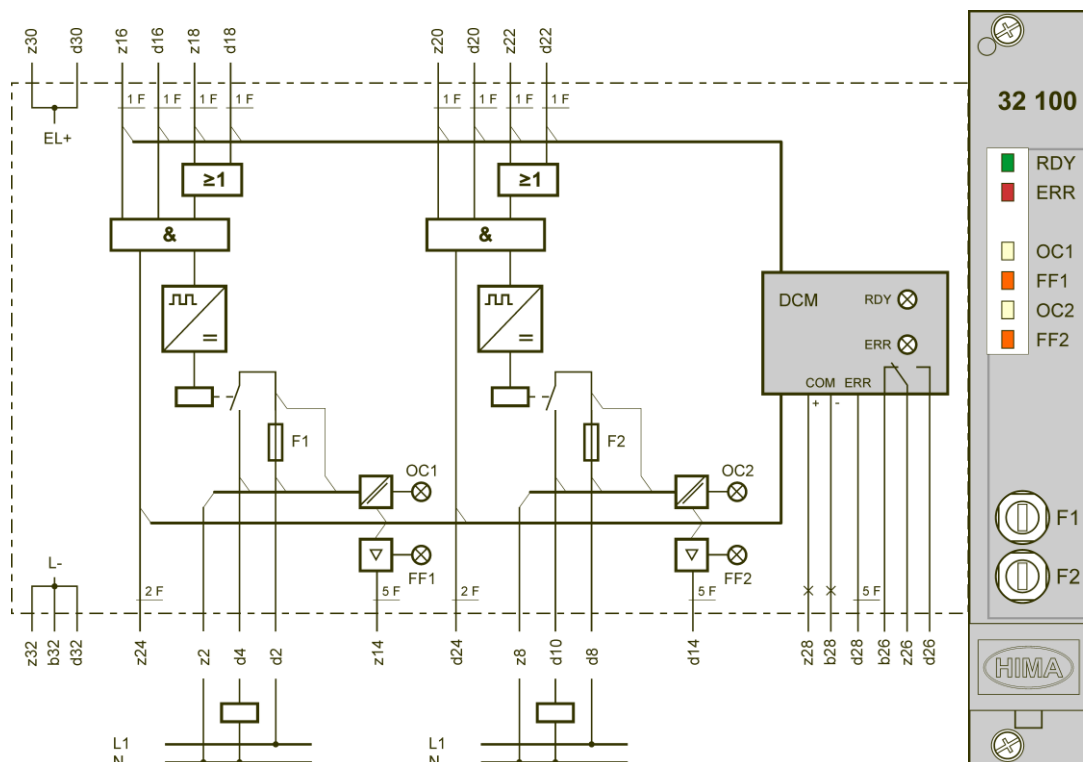 z30 d30 z16 d16 z18 d18 z20 d20 z22 d22
1 F 1 F 1 F 1 F 1 F 1 F 1 F 1 F
32 100
EL+
RDY
≥1 ≥1
ERR
& &
OC1
FF1
OC2
FF2
DCM RDY
ERR
COM ERR
+ -
F1 F2
OC1 OC2
F1
FF1 FF2
F2
L-
2 F 5 F 2 F 5 F 5 F
z32 b32 d32 z24 z2 d4 d2 z14 d24 z8 d10 d8 d14 z28 b28 d28 b26 z26 d26
HIMA
L1 L1
N N